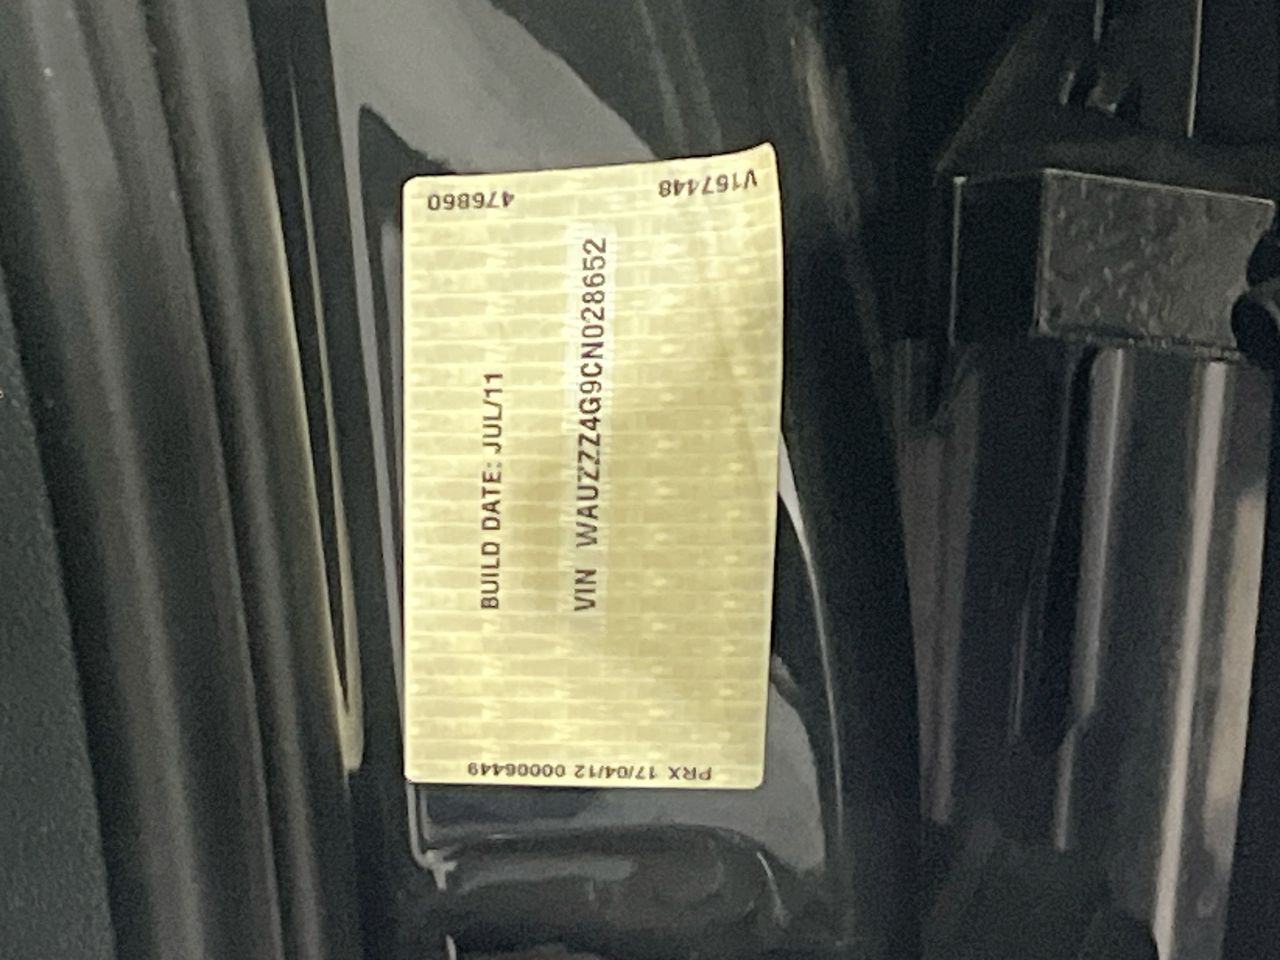 V167448
476860
BUILD DATE: JUL/11
VIN WAUZZZ4G9CN028652
PRX 17/04/12 00006449